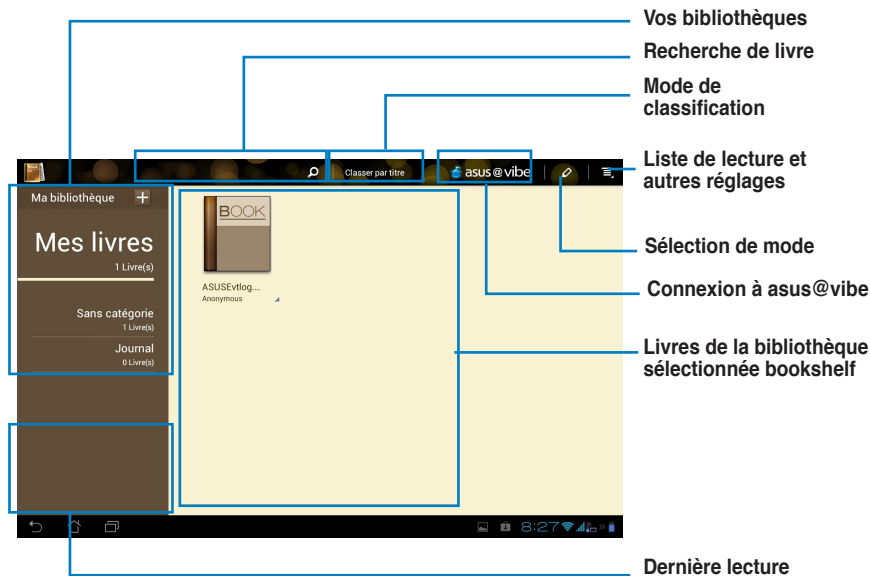 Vos bibliothèques
Recherche de livre
Mode de
classification
Liste de lecture et
autres réglages
Sélection de mode
Connexion à asus@vibe
Livres de la bibliothèque
sélectionnée bookshelf
Dernière lecture
Classer par titre
asus@vibe
Ma bibliothèque
Mes livres
1 Livre(s)
Sans catégorie
1 Livre(s)
Journal
0 Livre(s)
BOOK
ASUSEvtlog....
Anonymous
8:27